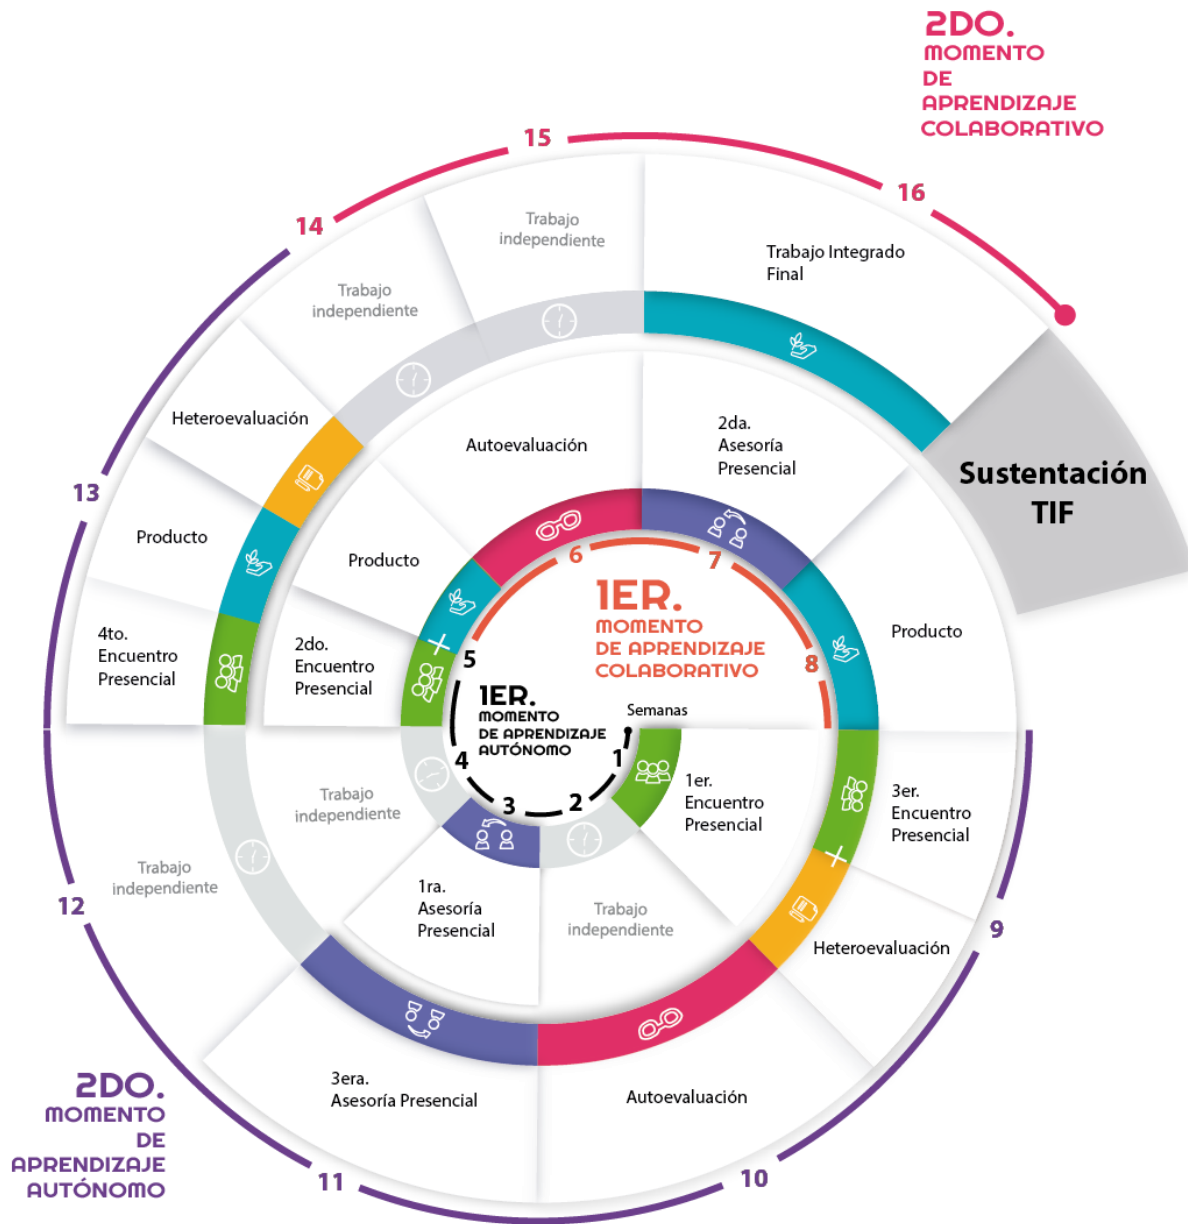 2DO.
MOMENTO
DE
APRENDIZAJE
COLABORATIVO
15
16
14
Trabajo
independiente
Trabajo Integrado
Final
Trabajo
independiente
Heteroevaluación
Autoevaluación
2da.
Asesoría
Presencial
Sustentación
TIF
13
Producto
Producto
6
7
1ER.
MOMENTO
DE APRENDIZAJE
COLABORATIVO
Producto
4to.
Encuentro
Presencial
2do.
Encuentro
Presencial
5
8
1ER.
MOMENTO
DE APRENDIZAJE
AUTÓNOMO
Semanas
4
1
3
2
1er.
Encuentro
Presencial
3er.
Encuentro
Presencial
Trabajo
independiente
Trabajo
independiente
12
1ra.
Asesoría
Presencial
Trabajo
independiente
9
Heteroevaluación
3era.
Asesoría Presencial
Autoevaluación
2DO.
MOMENTO
DE
APRENDIZAJE
AUTÓNOMO
11
10